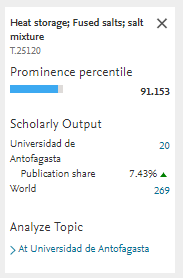 Heat storage; Fused salts; salt
mixture
T.25120
Prominence percentile
91.153
Scholarly Output
Universidad de
Antofagasta 20
Publication share 7.43%
World 269
Analyze Topic
At Universidad de Antofagasta